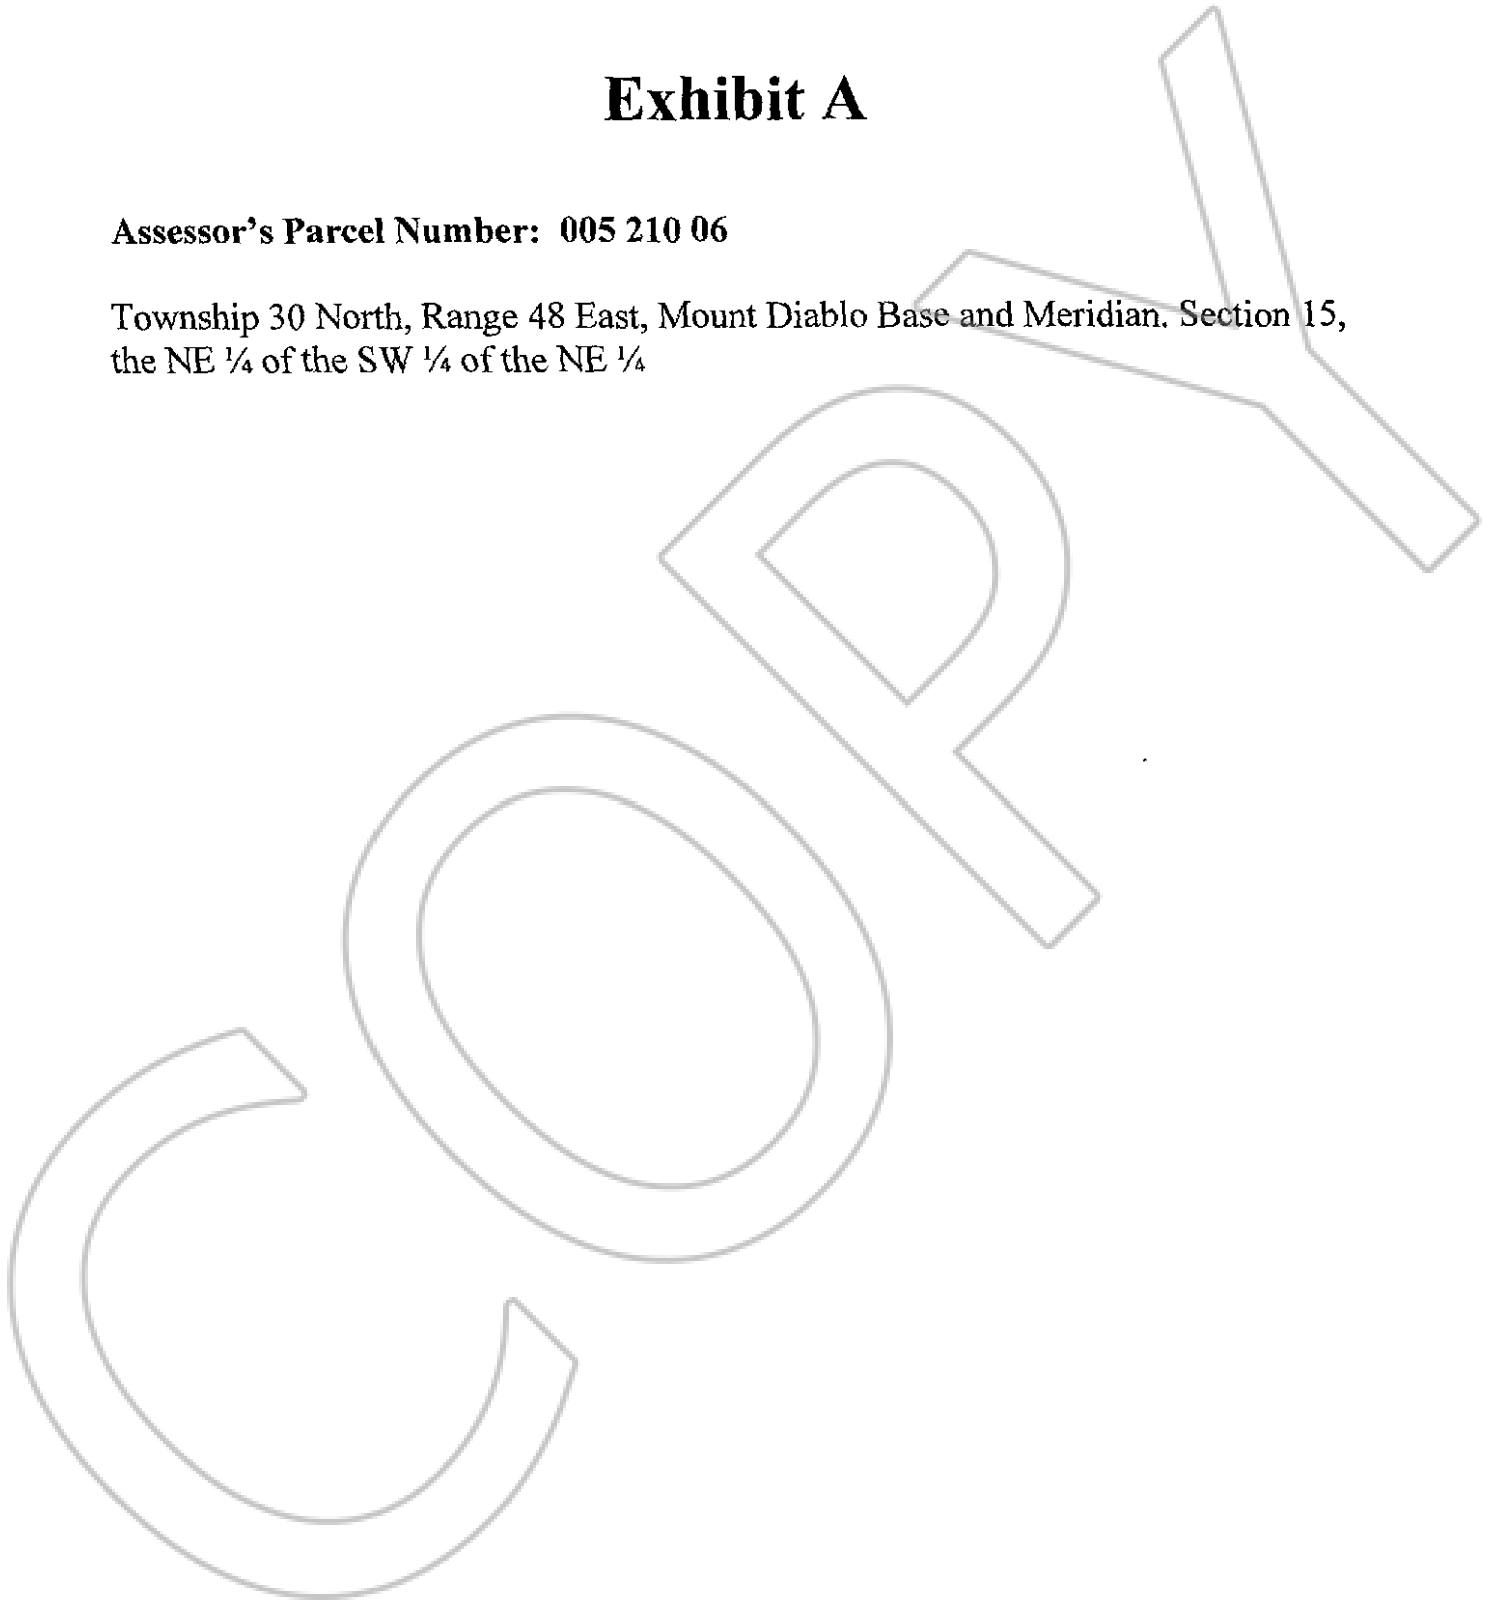 Exhibit A
Assessor's Parcel Number: 005 210 06
Township 30 North, Range 48 East, Mount Diablo Base and Meridian. Section 15,
the NE ¼ of the SW ¼ of the NE ¼
COPY